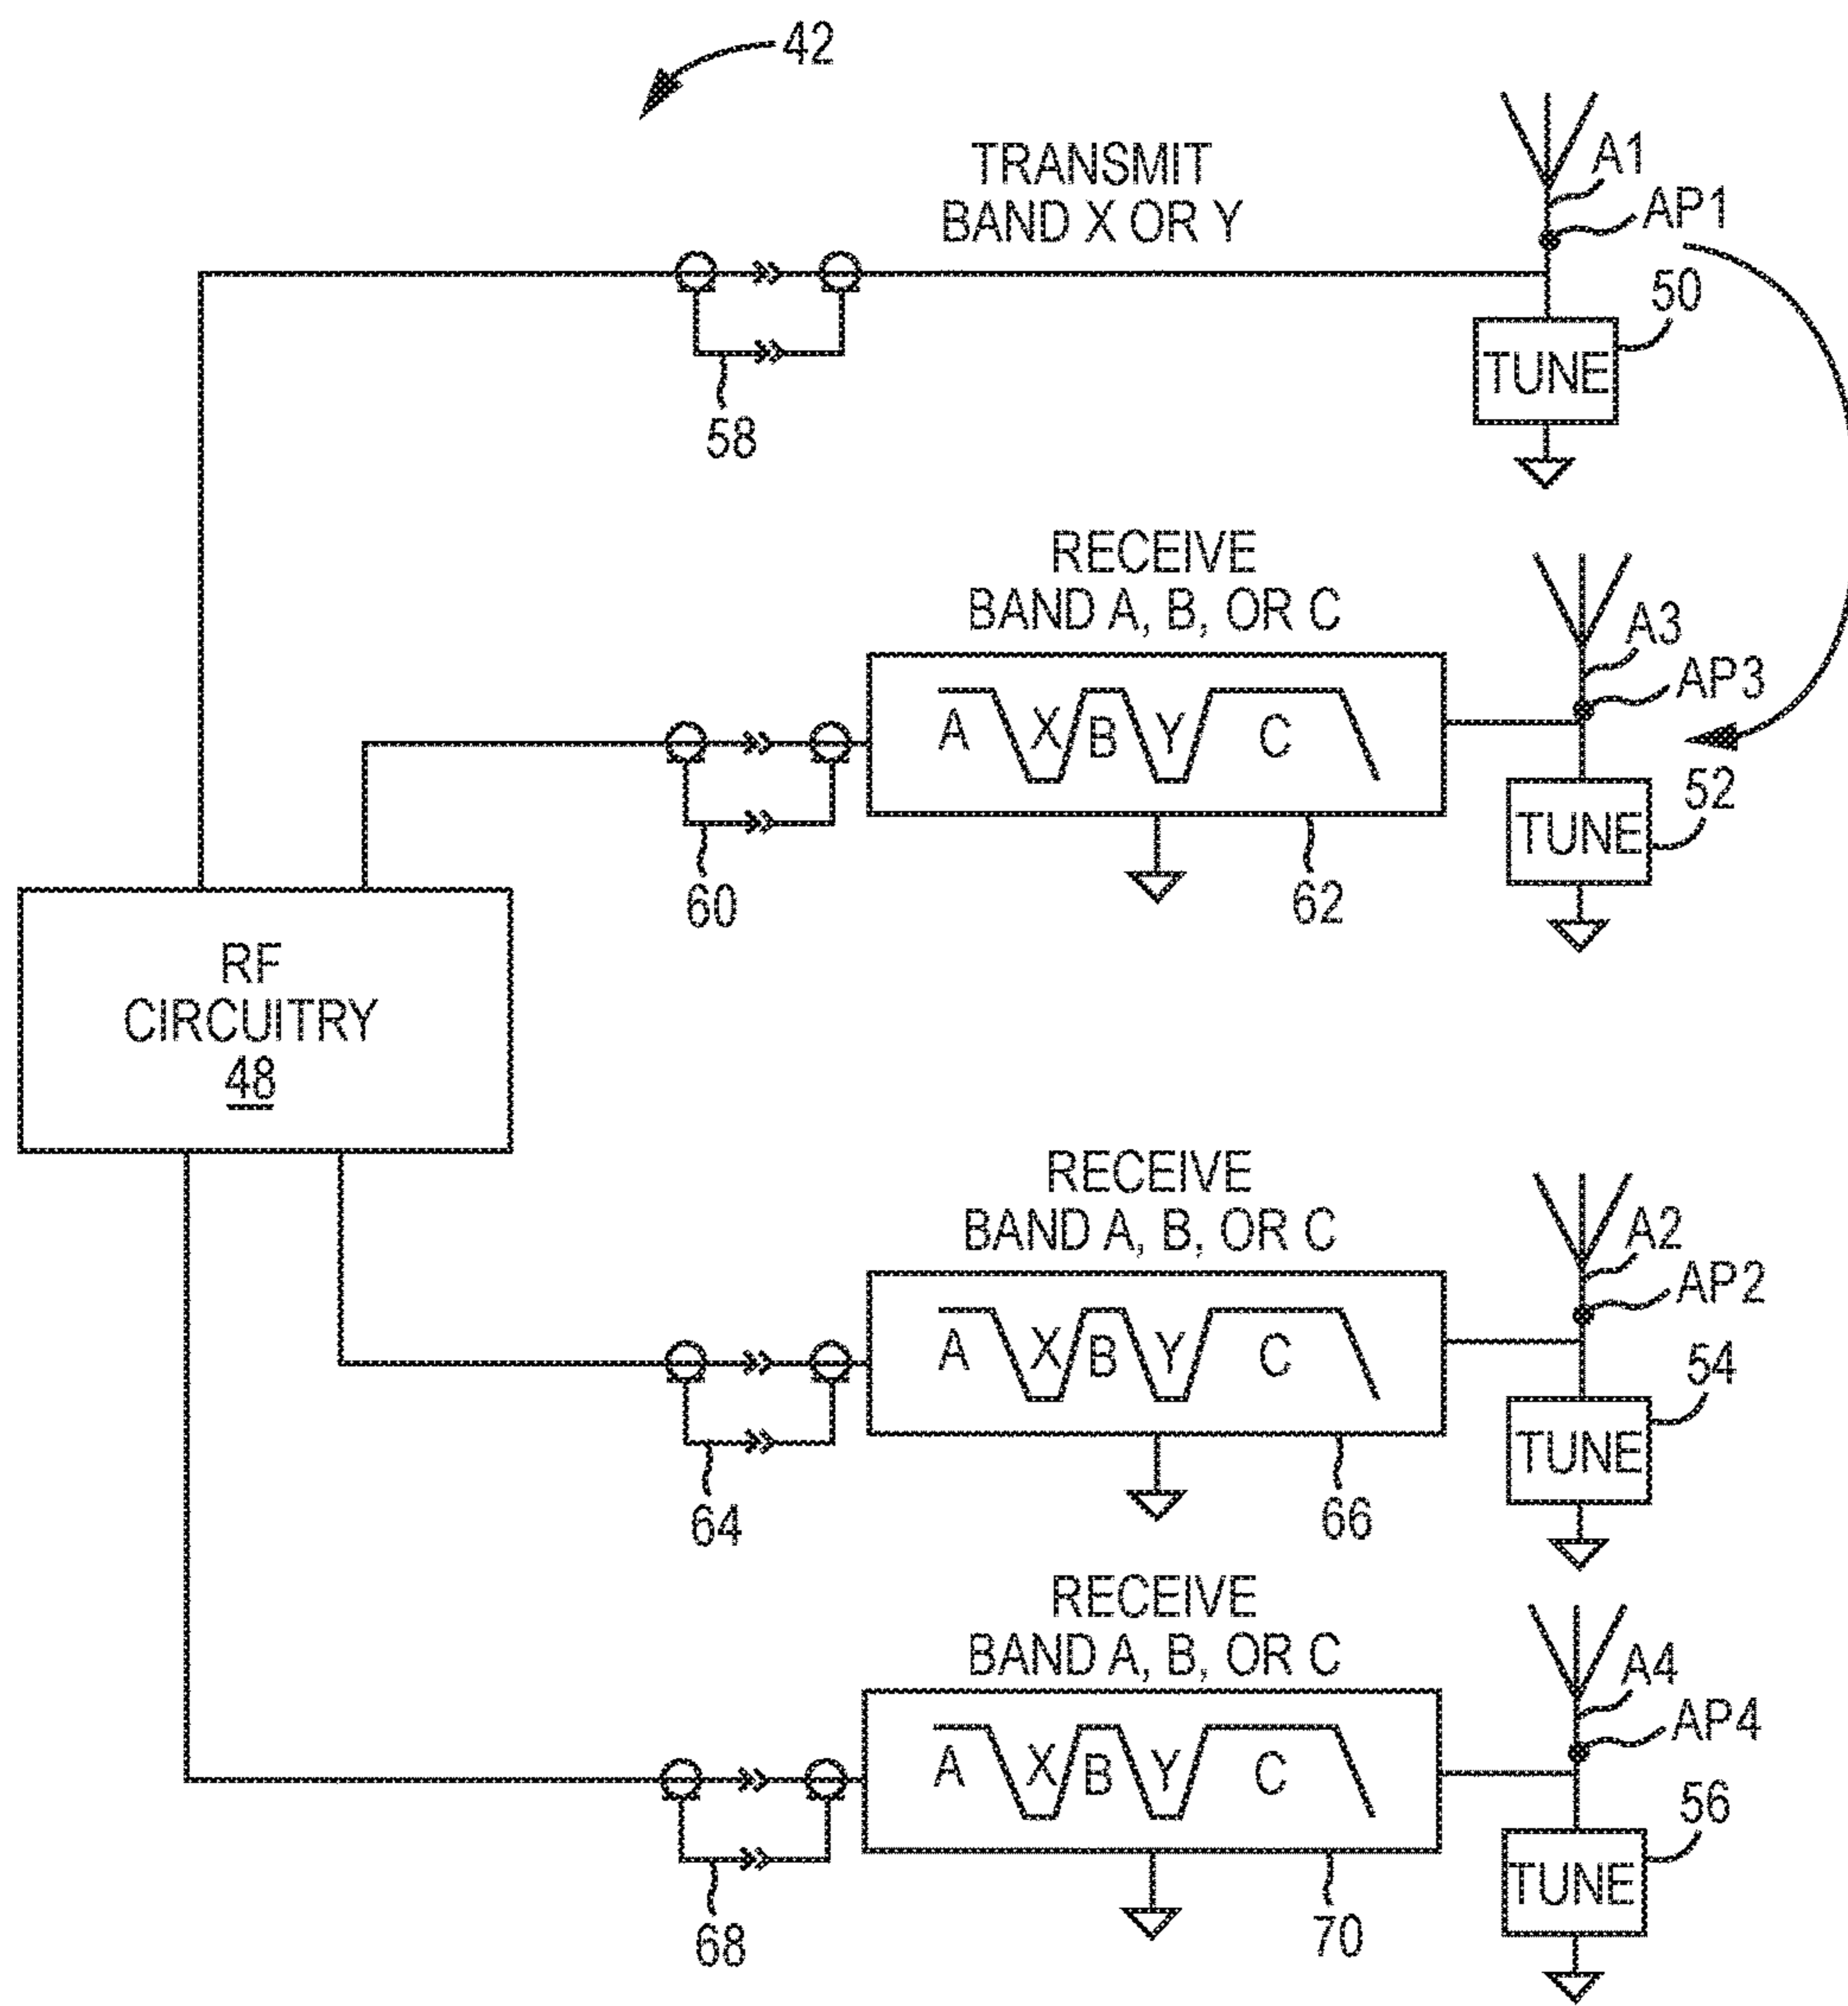 42
TRANSMIT
BAND X OR Y
A1
AP1
50
TUNE
58
RECEIVE
BAND A, B, OR C
A3
AP3
A X B Y C
52
TUNE
60
62
RF
CIRCUITRY
48
RECEIVE
BAND A, B, OR C
A2
AP2
A X B Y C
54
TUNE
64
66
RECEIVE
BAND A, B, OR C
A4
AP4
A X B Y C
56
TUNE
68
70